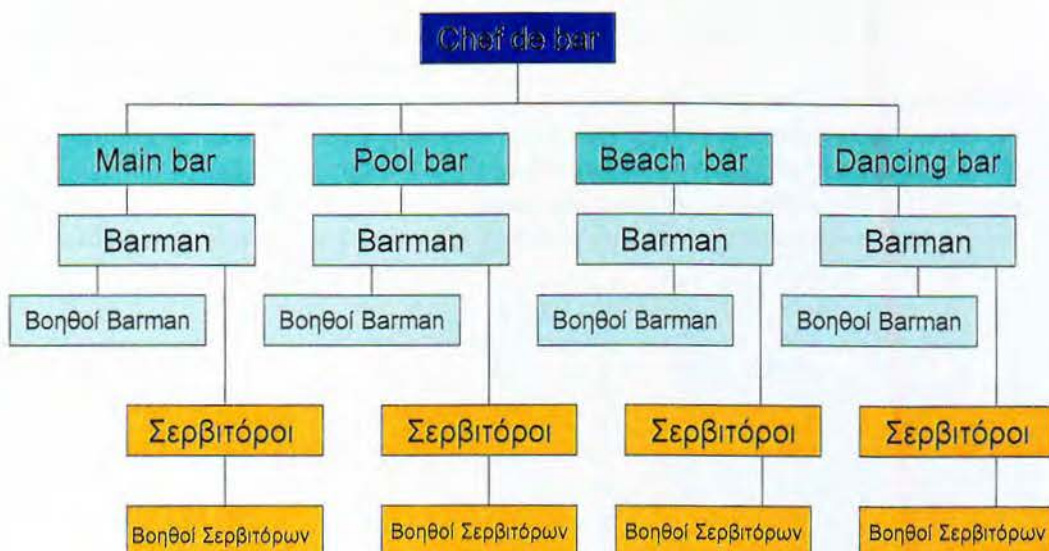 Chef de bar
Main bar
Pool bar
Beach bar
Dancing bar
Barman
Barman
Barman
Barman
Βοηθοί Barman
Βοηθοί Barman
Βοηθοί Barman
Βοηθοί Barman
Σερβιτόροι
Σερβιτόροι
Σερβιτόροι
Σερβιτόροι
Βοηθοί Σερβιτόρων
Βοηθοί Σερβιτόρων
Βοηθοί Σερβιτόρων
Βοηθοί Σερβιτόρων